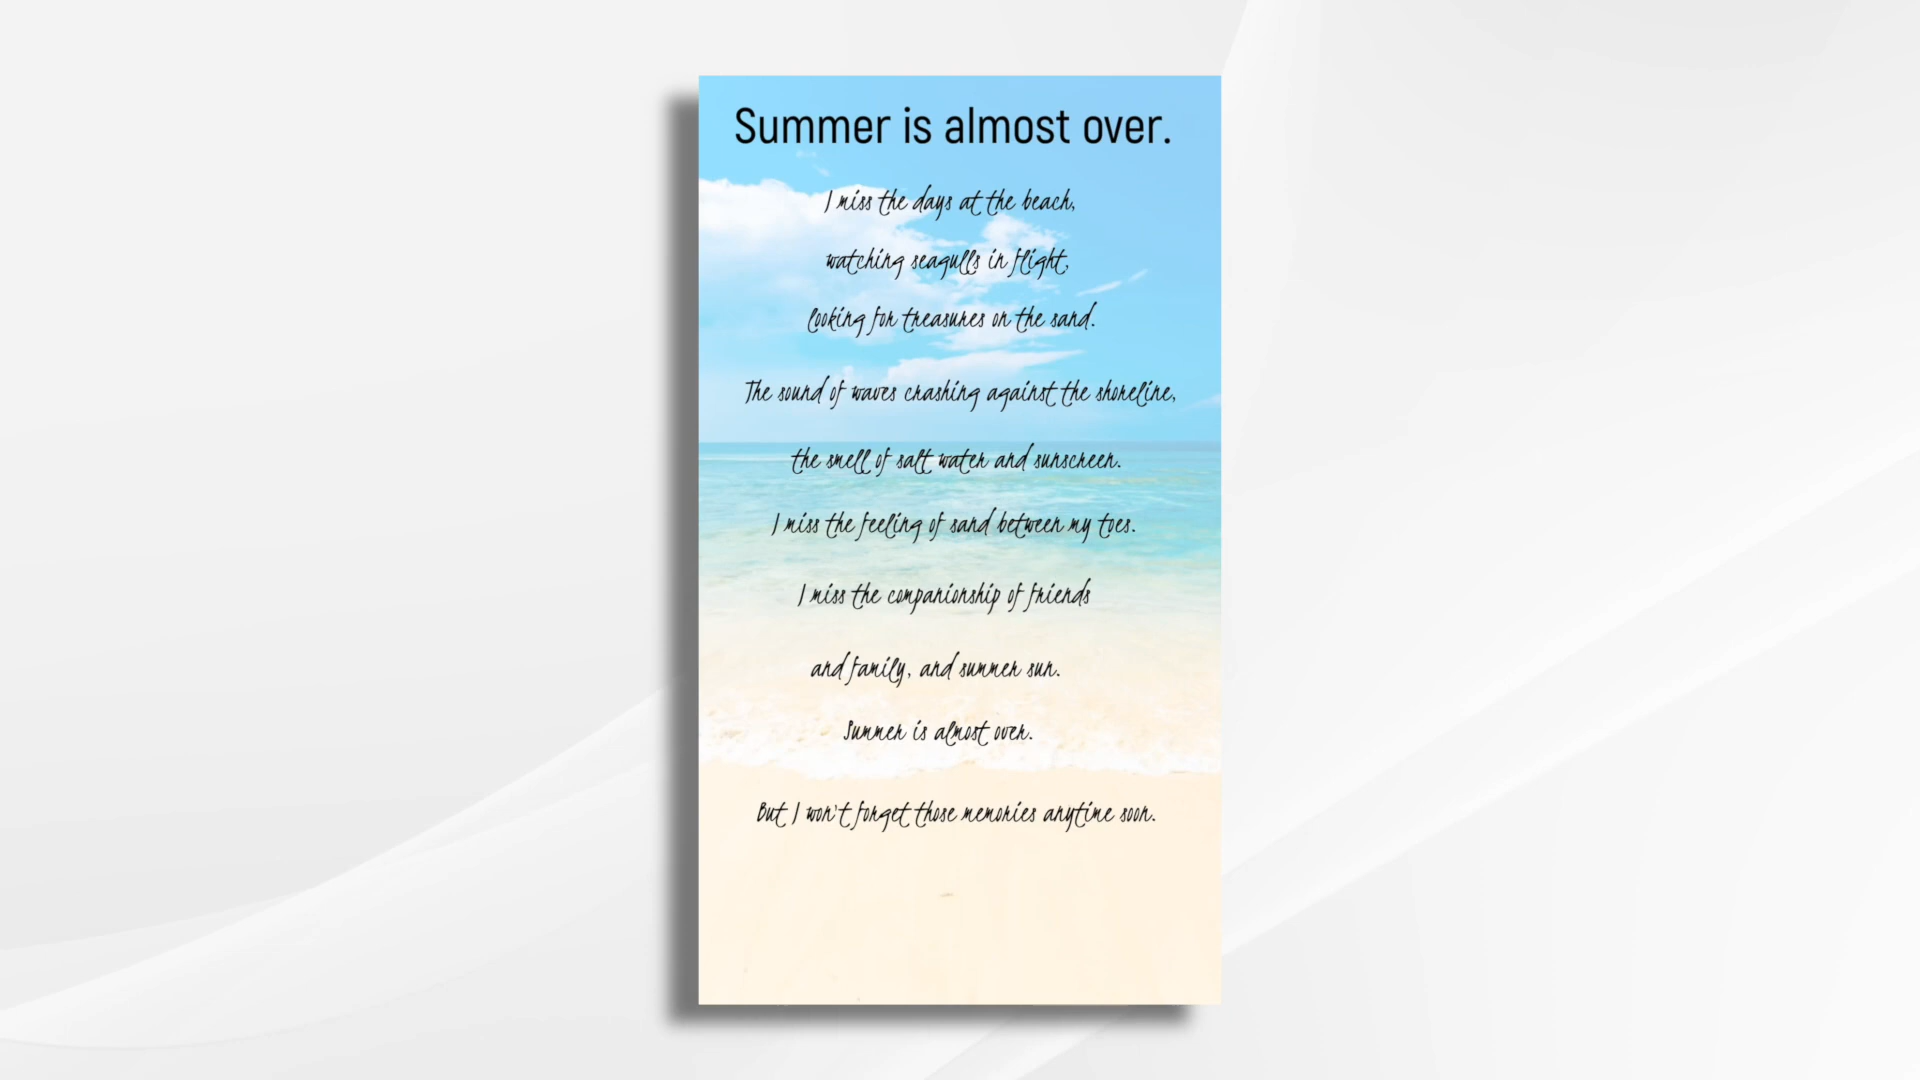 Summer is almost over.
I miss the days at the beach,
watching seagulls in flight,
looking for treasures on the sand.
The sound of waves crashing against the shoreline,
the smell of salt water and sunscreen.
I miss the feeling of sand between my toes.
I miss the companionship of friends
and family, and summer sun.
Summer is almost over.
But I won't forget those memories anytime soon.